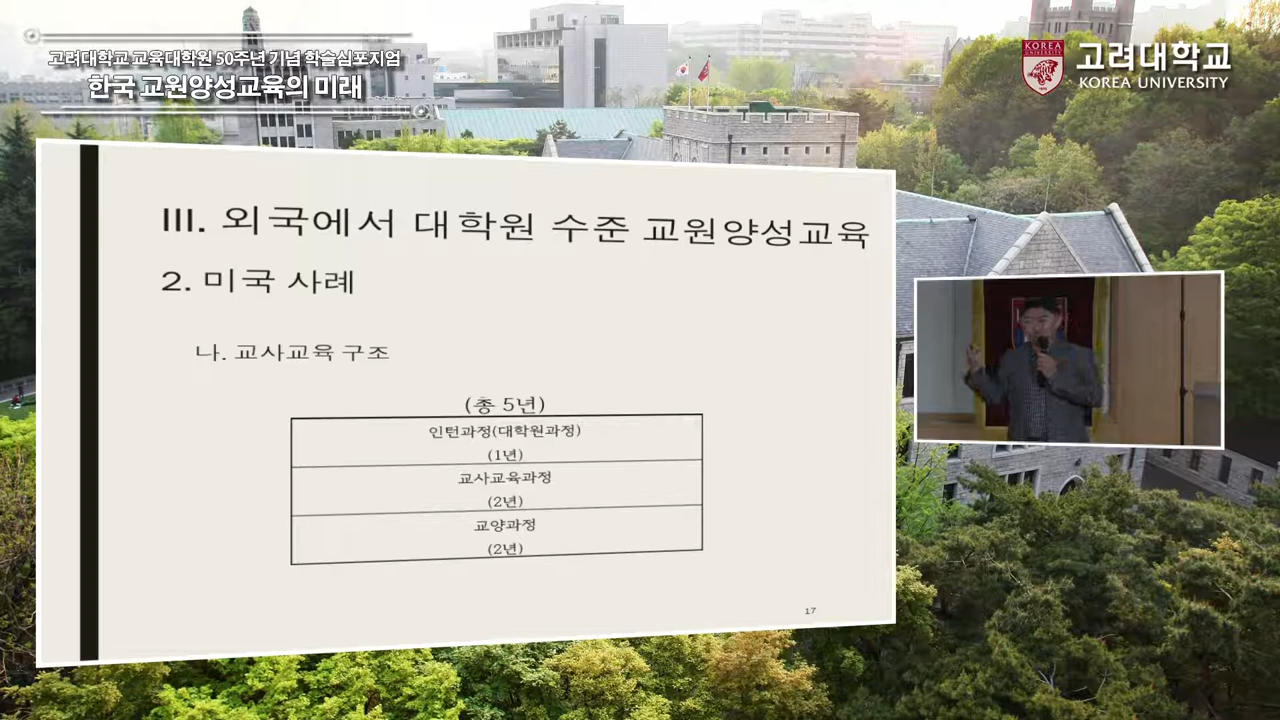 고려대학교 교육대학원 50주년 기념 학술심포지엄
한국 교원양성교육의 미래
KOREA
UNIVERSITY
고려대학교
KOREA UNIVERSITY
III. 외국에서 대학원 수준 교원양성교육
2. 미국 사례
나. 교사교육 구조
(총 5년)
인턴과정(대학원과정)
(1년)
교사교육과정
(2년)
교양과정
(2년)
17